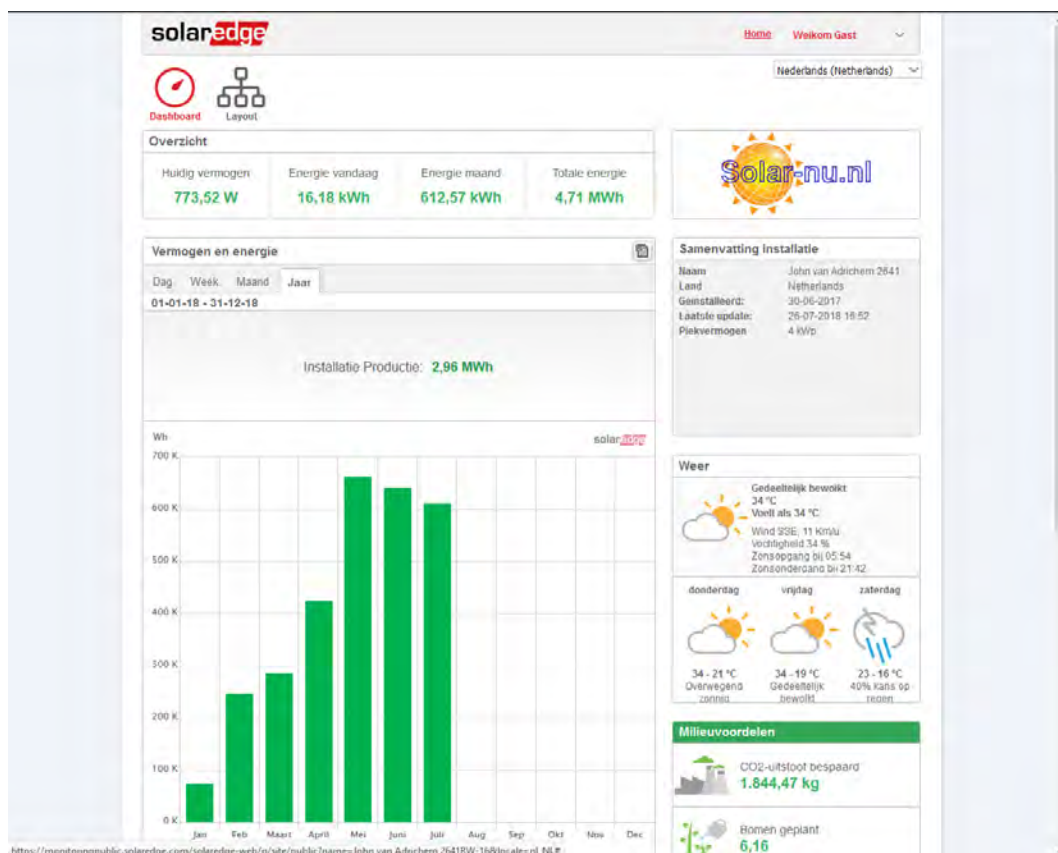 solaredge
Home Welkom Gast
Nederlands (Netherlands)
Dashboard Layout
Overzicht
Huidig vermogen Energie vandaag Energie maand Totale energie
773,52 W 16,18 kWh 612,57 kWh 4,71 MWh
Solar-nu.nl
Vermogen en energie
Dag Week Maand Jaar
01-01-18 - 31-12-18
Installatie Productie: 2,96 MWh
Wh
solaredge
700 K
600 K
500 K
400 K
300 K
200 K
100 K
0 K
Jan Feb Maart April Mei Juni Juli Aug Sep Okt Nov Dec
Samenvatting Installatie
Naam John van Adrichem 2641
Land Netherlands
Geïnstalleerd: 30-06-2017
Laatste update: 26-07-2018 16:52
Piekvermogen 4 kWp
Weer
Gedeeltelijk bewolkt
34 °C
Voelt als 34 °C
Wind SSE, 11 Km/u
Vochtigheid 34 %
Zonsopgang bij 05:54
Zonsondergang bij 21:42
donderdag vrijdag zaterdag
34 - 21 °C 34 - 19 °C 23 - 16 °C
Overwegend Gedeeltelijk 40% kans op
zonnig bewolkt regen
Milieuvoordelen
CO2-uitstoot bespaard
1.844,47 kg
Bomen geplant
6,16